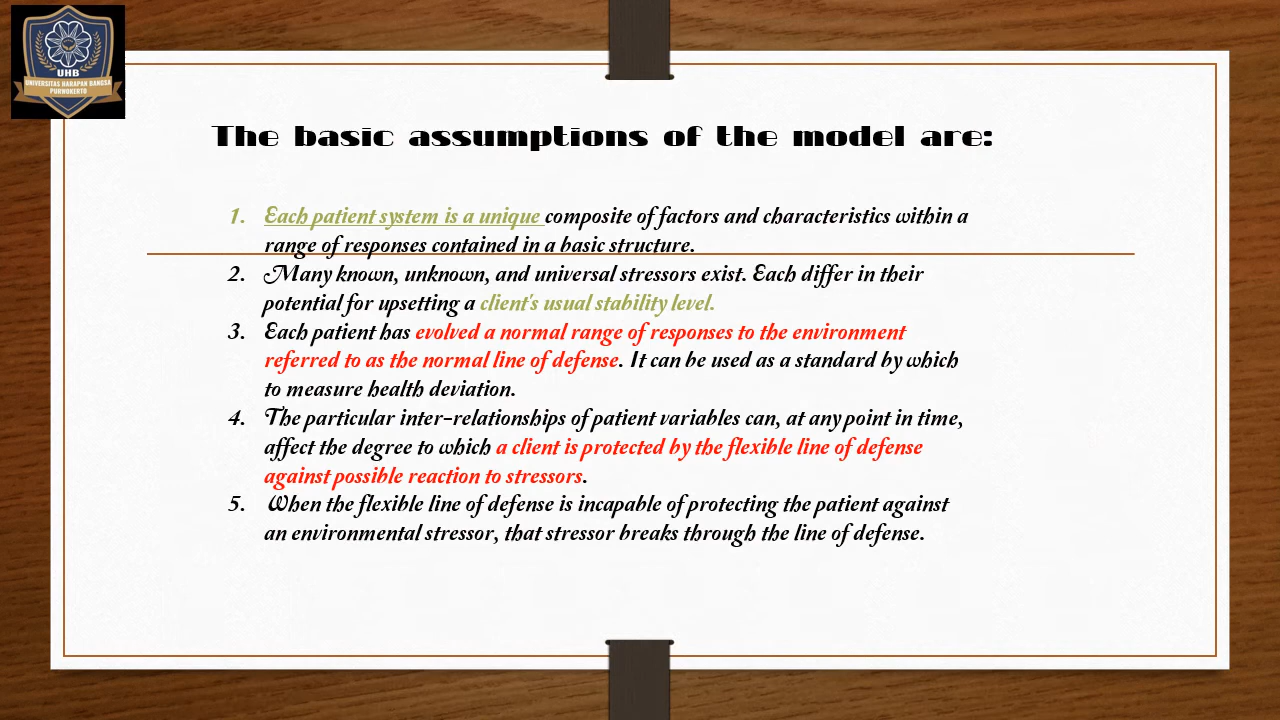 UHB
UNIVERSITAS HARAPAN BANGSA
PURWOKERTO
The basic assumptions of the model are:
1. Each patient system is a unique composite of factors and characteristics within a
range of responses contained in a basic structure.
2. Many known, unknown, and universal stressors exist. Each differ in their
potential for upsetting a client's usual stability level.
3. Each patient has evolved a normal range of responses to the environment
referred to as the normal line of defense. It can be used as a standard by which
to measure health deviation.
4. The particular inter-relationships of patient variables can, at any point in time,
affect the degree to which a client is protected by the flexible line of defense
against possible reaction to stressors.
5. When the flexible line of defense is incapable of protecting the patient against
an environmental stressor, that stressor breaks through the line of defense.